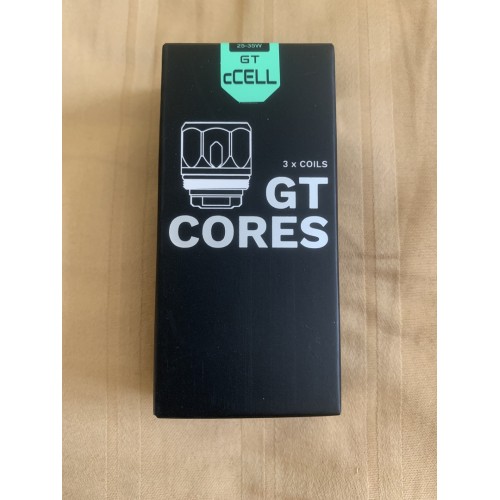 25-35W
GT
cCELL
3 x COILS
GT
CORES